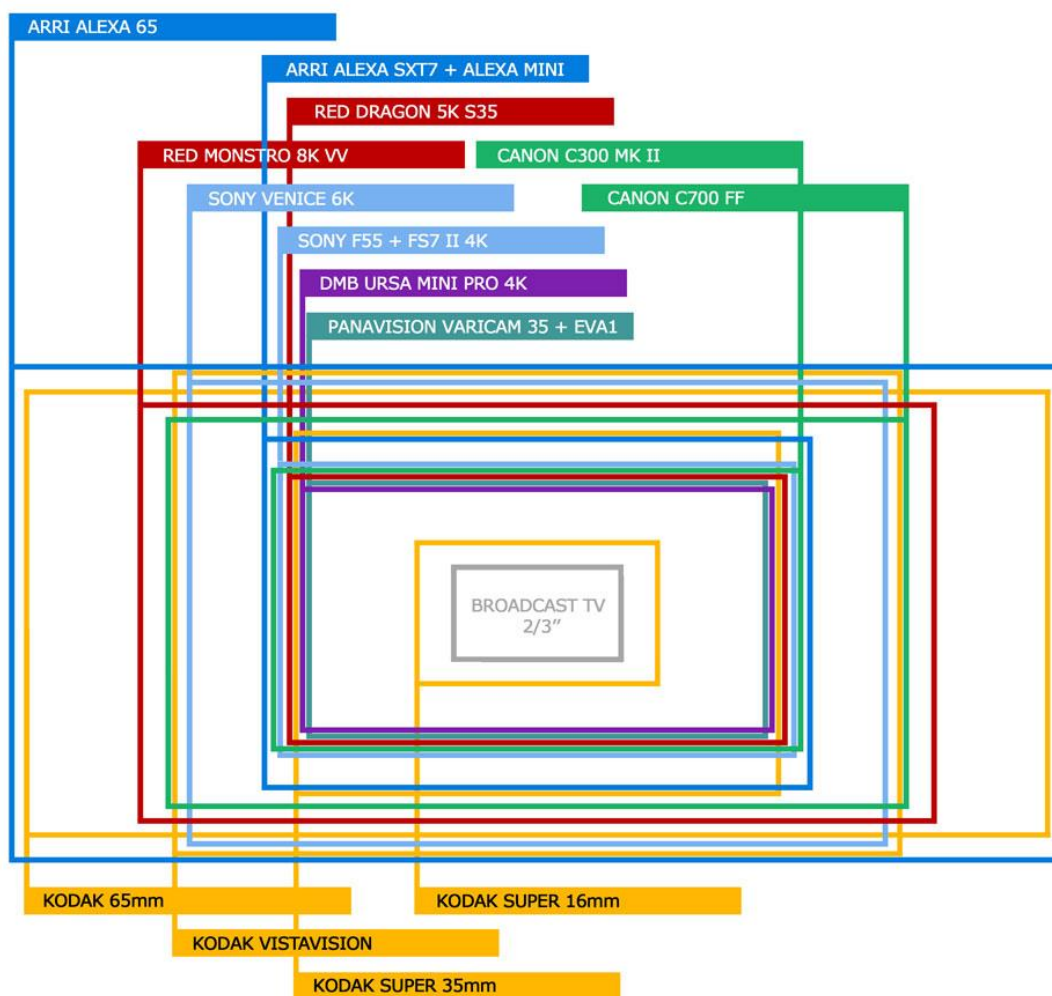 ARRI ALEXA 65
ARRI ALEXA SXT7 + ALEXA MINI
RED DRAGON 5K S35
RED MONSTRO 8K VV
CANON C300 MK II
SONY VENICE 6K
CANON C700 FF
SONY F55 + FS7 II 4K
DMB URSA MINI PRO 4K
PANAVISION VARICAM 35 + EVA1
BROADCAST TV
2/3”
KODAK 65mm
KODAK SUPER 16mm
KODAK VISTAVISION
KODAK SUPER 35mm